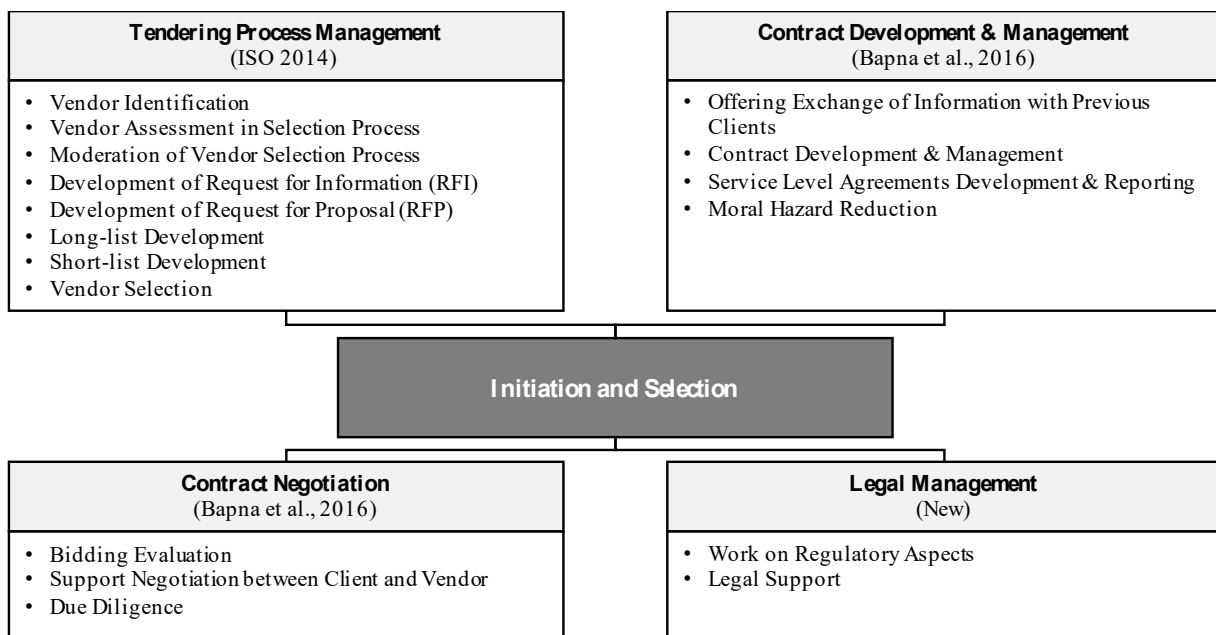 Tendering Process Management
(ISO 2014)
• Vendor Identification
• Vendor Assessment in Selection Process
• Moderation of Vendor Selection Process
• Development of Request for Information (RFI)
• Development of Request for Proposal (RFP)
• Long-list Development
• Short-list Development
• Vendor Selection
Contract Development & Management
(Bapna et al., 2016)
• Offering Exchange of Information with Previous
Clients
• Contract Development & Management
• Service Level Agreements Development & Reporting
• Moral Hazard Reduction
Initiation and Selection
Contract Negotiation
(Bapna et al., 2016)
• Bidding Evaluation
• Support Negotiation between Client and Vendor
• Due Diligence
Legal Management
(New)
• Work on Regulatory Aspects
• Legal Support